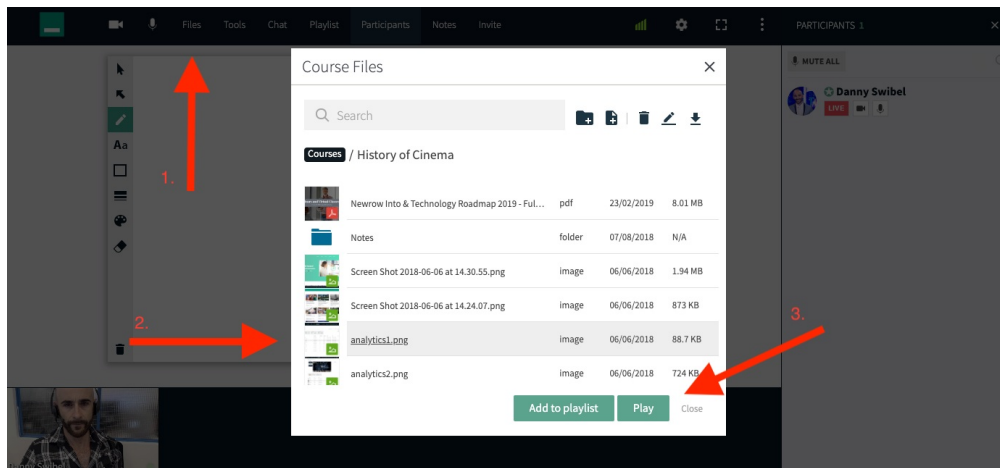 Files Tools Chat Playlist Participants Notes Invite
PARTICIPANTS 1
MUTE ALL
Danny Swibel
LIVE
Aa
1.
2.
3.
Course Files
Search
Courses / History of Cinema
Newrow Into & Technology Roadmap 2019 - Ful... pdf 23/02/2019 8.01 MB
Notes folder 07/08/2018 N/A
Screen Shot 2018-06-06 at 14.30.55.png image 06/06/2018 1.94 MB
Screen Shot 2018-06-06 at 14.24.07.png image 06/06/2018 873 KB
analytics1.png image 06/06/2018 88.7 KB
analytics2.png image 06/06/2018 724 KB
Add to playlist Play Close
Danny Swibel